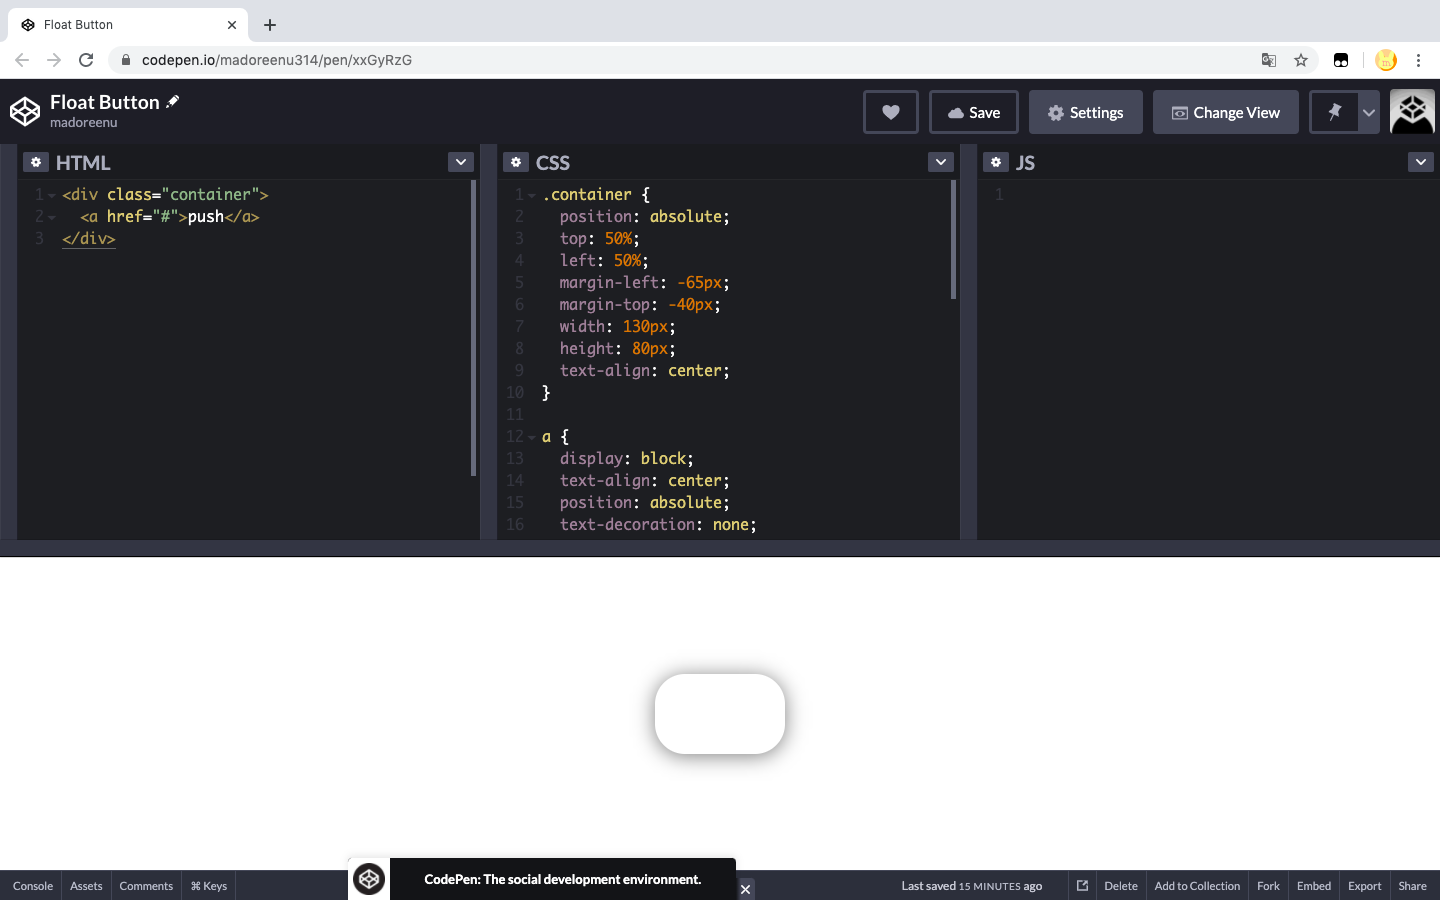 Float Button
codepen.io/madoreenu314/pen/xxGyRzG
Float Button
madoreenu
Save
Settings
Change View
HTML
1 <div class="container">
2 <a href="#">push</a>
3 </div>
CSS
1 .container {
2 position: absolute;
3 top: 50%;
4 left: 50%;
5 margin-left: -65px;
6 margin-top: -40px;
7 width: 130px;
8 height: 80px;
9 text-align: center;
10 }
11
12 a {
13 display: block;
14 text-align: center;
15 position: absolute;
16 text-decoration: none;
JS
1
Console Assets Comments ⌘ Keys
CodePen: The social development environment.
Last saved 15 MINUTES ago
Delete Add to Collection Fork Embed Export Share